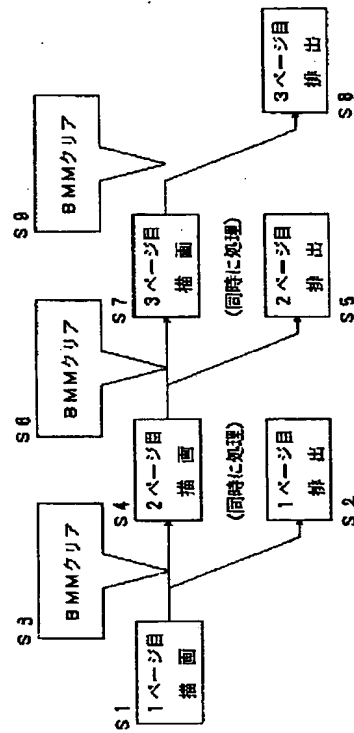 S3
BMMクリア
S6
BMMクリア
S9
BMMクリア
S1
1ページ目
描 画
S4
2ページ目
描 画
S7
3ページ目
描 画
(同時に処理)
(同時に処理)
1ページ目
排 出
S2
2ページ目
排 出
S5
3ページ目
排 出
S8